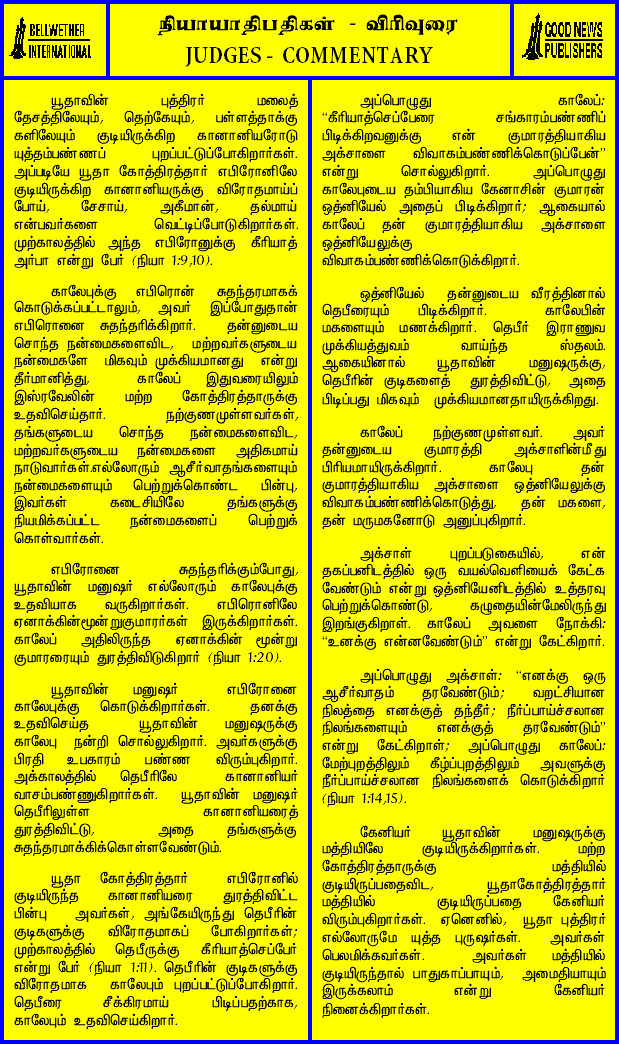 BELLWETHER
INTERNATIONAL
நியாயாதிபதிகள் - விரிவுரை
JUDGES - COMMENTARY
GOOD NEWS
PUBLISHERS
யூதாவின் புத்திரர் மலைத்
தேசத்திலேயும், தெற்கேயும், பள்ளத்தாக்கு
களிலேயும் குடியிருக்கிற கானானியரோடு
யுத்தம்பண்ணப் புறப்பட்டுப்போகிறார்கள்.
அப்படியே யூதா கோத்திரத்தார் எபிரோனிலே
குடியிருக்கிற கானானியருக்கு விரோதமாய்ப்
போய், சேசாய், அகீமான், தல்மாய்
என்பவர்களை வெட்டிப்போடுகிறார்கள்.
முற்காலத்தில் அந்த எபிரோனுக்கு கீரியாத்
அர்பா என்று பேர் (நியா 1:9,10).
காலேபுக்கு எபிரொன் சுதந்தரமாகக்
கொடுக்கப்பட்டாலும், அவர் இப்போதுதான்
எபிரொனை சுதந்தரிக்கிறார். தன்னுடைய
சொந்த நன்மைகளைவிட, மற்றவர்களுடைய
நன்மைகளே மிகவும் முக்கியமானது என்று
தீர்மானித்து, காலேப் இதுவரையிலும்
இஸ்ரவேலின் மற்ற கோத்திரத்தாருக்கு
உதவிசெய்தார். நற்குணமுள்ளவர்கள்,
தங்களுடைய சொந்த நன்மைகளைவிட,
மற்றவர்களுடைய நன்மைகளை அதிகமாய்
நாடுவார்கள்.எல்லோரும் ஆசீர்வாதங்களையும்
நன்மைகளையும் பெற்றுக்கொண்ட பின்பு,
இவர்கள் கடைசியிலே தங்களுக்கு
நியமிக்கப்பட்ட நன்மைகளைப் பெற்றுக்
கொள்வார்கள்.
எபிரோனை சுதந்தரிக்கும்போது,
யூதாவின் மனுஷர் எல்லோரும் காலேபுக்கு
உதவியாக வருகிறார்கள். எபிரொனிலே
ஏனாக்கின்மூன்றுகுமாரர்கள் இருக்கிறார்கள்.
காலேப் அதிலிருந்த ஏனாக்கின் மூன்று
குமாரரையும் துரத்திவிடுகிறார் (நியா 1:20).
யூதாவின் மனுஷர் எபிரோனை
காலேபுக்கு கொடுக்கிறார்கள். தனக்கு
உதவிசெய்த யூதாவின் மனுஷருக்கு
காலேபு நன்றி சொல்லுகிறார். அவர்களுக்கு
பிரதி உபகாரம் பண்ண விரும்புகிறார்.
அக்காலத்தில் தெபீரிலே கானானியர்
வாசம்பண்ணுகிறார்கள். யூதாவின் மனுஷர்
தெபீரிலுள்ள கானானியரைத்
துரத்திவிட்டு, அதை தங்களுக்கு
சுதந்தரமாக்கிக்கொள்ளவேண்டும்.
யூதா கோத்திரத்தார் எபிரோனில்
குடியிருந்த கானானியரை துரத்திவிட்ட
பின்பு அவர்கள், அங்கேயிருந்து தெபீரின்
குடிகளுக்கு விரோதமாகப் போகிறார்கள்;
முற்காலத்தில் தெபீருக்கு கீரியாத்செப்பேர்
என்று பேர் (நியா 1:11). தெபீரின் குடிகளுக்கு
விரோதமாக காலேபும் புறப்பட்டுப்போகிறார்.
தெபீரை சீக்கிரமாய் பிடிப்பதற்காக,
காலேபும் உதவிசெய்கிறார்.
அப்பொழுது காலேப்:
“கீரியாத்செப்பேரை சங்காரம்பண்ணிப்
பிடிக்கிறவனுக்கு என் குமாரத்தியாகிய
அக்சாளை விவாகம்பண்ணிக்கொடுப்பேன்”
என்று சொல்லுகிறார். அப்பொழுது
காலேபுடைய தம்பியாகிய கேனாசின் குமாரன்
ஒத்னியேல் அதைப் பிடிக்கிறார்; ஆகையால்
காலேப் தன் குமாரத்தியாகிய அக்சாளை
ஒத்னியேலுக்கு
விவாகம்பண்ணிக்கொடுக்கிறார்.
ஒத்னியேல் தன்னுடைய வீரத்தினால்
தெபீரையும் பிடிக்கிறார். காலேபின்
மகளையும் மணக்கிறார். தெபீர் இராணுவ
முக்கியத்துவம் வாய்ந்த ஸ்தலம்.
ஆகையினால் யூதாவின் மனுஷருக்கு,
தெபீரின் குடிகளைத் துரத்திவிட்டு, அதை
பிடிப்பது மிகவும் முக்கியமானதாயிருக்கிறது.
காலேப் நற்குணமுள்ளவர். அவர்
தன்னுடைய குமாரத்தி அக்சாளின்மீது
பிரியமாயிருக்கிறார். காலேபு தன்
குமாரத்தியாகிய அக்சாளை ஒத்னியேலுக்கு
விவாகம்பண்ணிக்கொடுத்து, தன் மகளை,
தன் மருமகனோடு அனுப்புகிறார்.
அக்சாள் புறப்படுகையில், என்
தகப்பனிடத்தில் ஒரு வயல்வெளியைக் கேட்க
வேண்டும் என்று ஒத்னியேனிடத்தில் உத்தரவு
பெற்றுக்கொண்டு, கழுதையின்மேலிருந்து
இறங்குகிறாள். காலேப் அவளை நோக்கி:
“உனக்கு என்னவேண்டும்” என்று கேட்கிறார்.
அப்பொழுது அக்சாள்: “எனக்கு ஒரு
ஆசீர்வாதம் தரவேண்டும்; வறட்சியான
நிலத்தை எனக்குத் தந்தீர்; நீர்ப்பாய்ச்சலான
நிலங்களையும் எனக்குத் தரவேண்டும்”
என்று கேட்கிறாள்; அப்பொழுது காலேப்:
மேற்புறத்திலும் கீழ்ப்புறத்திலும் அவளுக்கு
நீர்ப்பாய்ச்சலான நிலங்களைக் கொடுக்கிறார்
(நியா 1:14,15).
கேனியர் யூதாவின் மனுஷருக்கு
மத்தியிலே குடியிருக்கிறார்கள். மற்ற
கோத்திரத்தாருக்கு மத்தியில்
குடியிருப்பதைவிட, யூதாகோத்திரத்தார்
மத்தியில் குடியிருப்பதை கேனியர்
விரும்புகிறார்கள். ஏனெனில், யூதா புத்திரர்
எல்லோருமே யுத்த புருஷர்கள். அவர்கள்
பெலமிக்கவர்கள். அவர்கள் மத்தியில்
குடியிருந்தால் பாதுகாப்பாயும், அமைதியாயும்
இருக்கலாம் என்று கேனியர்
நினைக்கிறார்கள்.